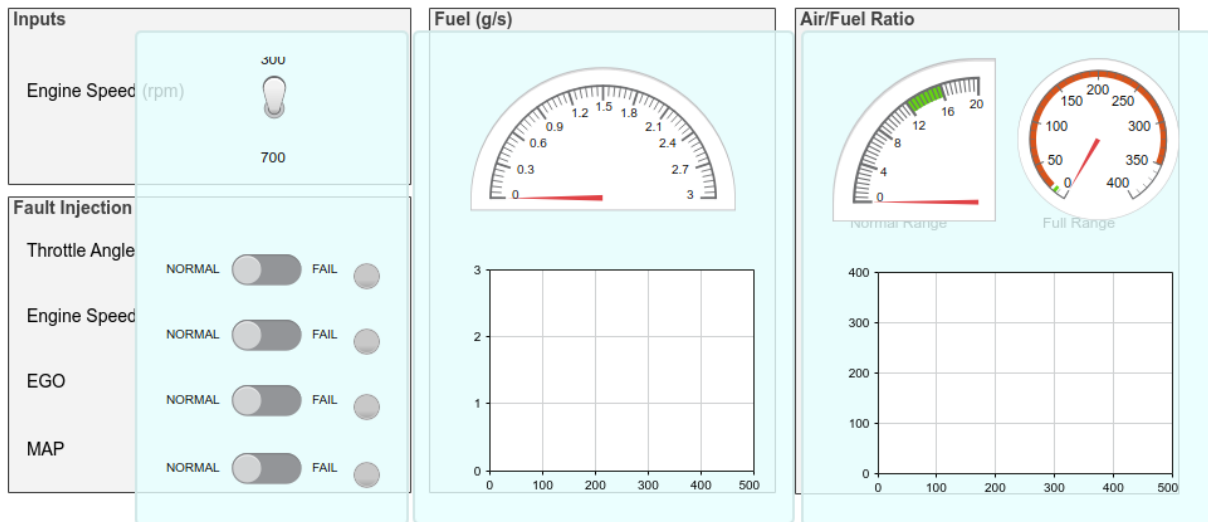 Inputs
300
Engine Speed (rpm)
700
Fault Injection
Throttle Angle
NORMAL FAIL
Engine Speed
NORMAL FAIL
EGO
NORMAL FAIL
MAP
NORMAL FAIL
Fuel (g/s)
0 0.3 0.6 0.9 1.2 1.5 1.8 2.1 2.4 2.7 3
3
2
1
0
0 100 200 300 400 500
Air/Fuel Ratio
0 4 8 12 16 20
Normal Range
0 50 100 150 200 250 300 350 400
Full Range
400
300
200
100
0
0 100 200 300 400 500